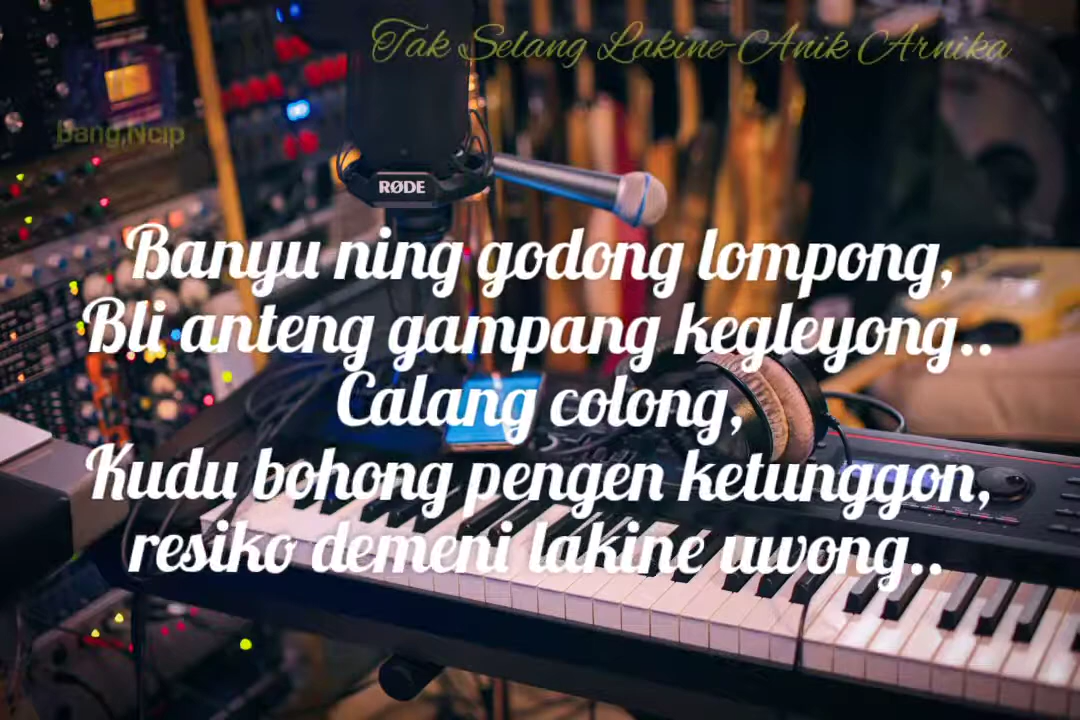 Tak Selang Lakine-Anik Arnika
bang,Ncip
RØDE
Banyu ning godong lompong,
Bli anteng gampang kegleyong..
Calang colong,
Kudu bohong pengen ketunggon,
resiko demeni lakine uwong..